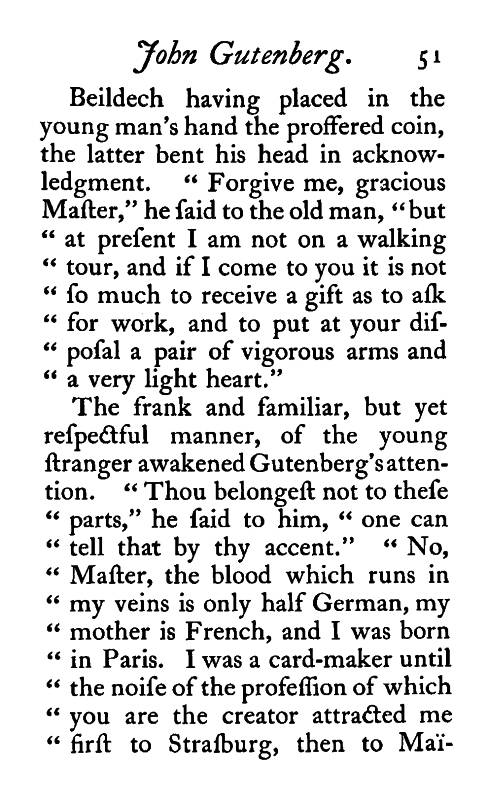 John Gutenberg. 51
Beildech having placed in the
young man's hand the proffered coin,
the latter bent his head in acknow-
ledgment. “ Forgive me, gracious
Maſter,” he ſaid to the old man, “but
“ at preſent I am not on a walking
“ tour, and if I come to you it is not
“ ſo much to receive a gift as to aſk
“ for work, and to put at your diſ-
“ poſal a pair of vigorous arms and
“ a very light heart.”
The frank and familiar, but yet
reſpectful manner, of the young
ſtranger awakened Gutenberg's atten-
tion. “ Thou belongeſt not to theſe
“ parts,” he ſaid to him, “ one can
“ tell that by thy accent.” “ No,
“ Maſter, the blood which runs in
“ my veins is only half German, my
“ mother is French, and I was born
“ in Paris. I was a card-maker until
“ the noiſe of the profeſſion of which
“ you are the creator attracted me
“ firſt to Straſburg, then to Maï-